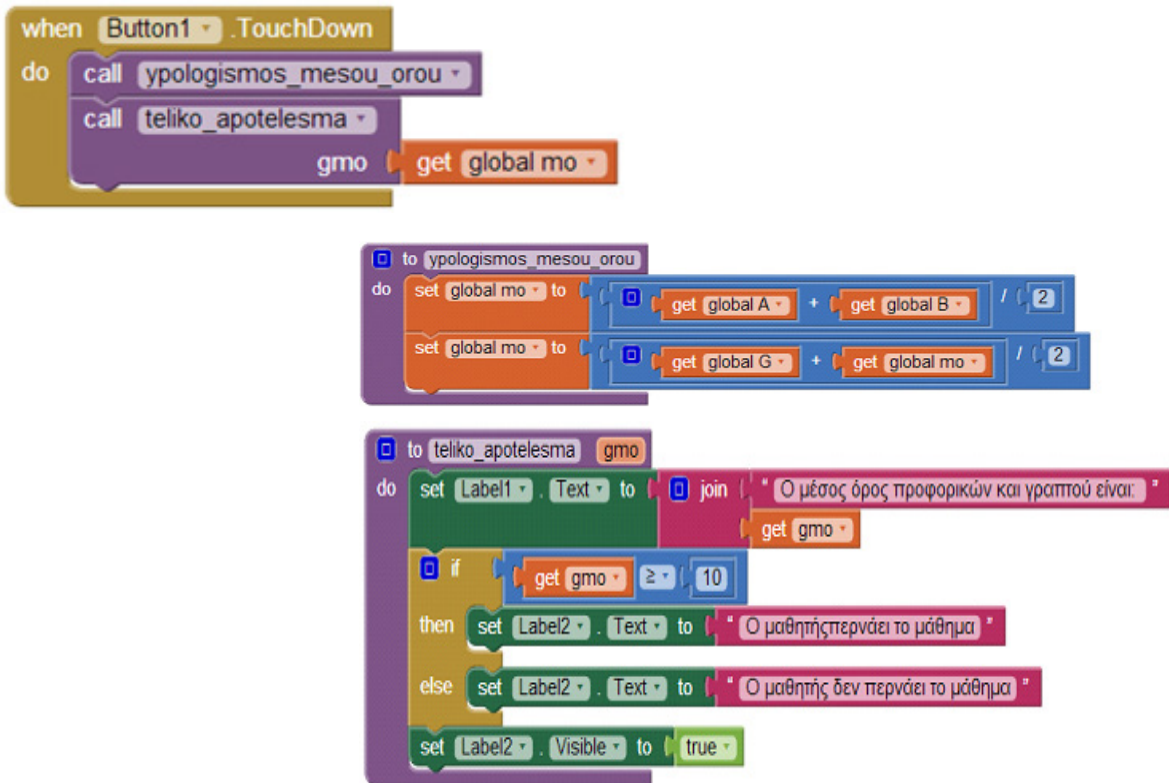 when Button1 .TouchDown
do call ypologismos_mesou_orou
call teliko_apotelesma
gmo get global mo
to ypologismos_mesou_orou
do set global mo to get global A + get global B / 2
set global mo to get global G + get global mo / 2
to teliko_apotelesma gmo
do set Label1 . Text to join " Ο μέσος όρος προφορικών και γραπτού είναι: "
get gmo
if get gmo ≥ 10
then set Label2 . Text to " Ο μαθητήςπερνάει το μάθημα "
else set Label2 . Text to " Ο μαθητής δεν περνάει το μάθημα "
set Label2 . Visible to true